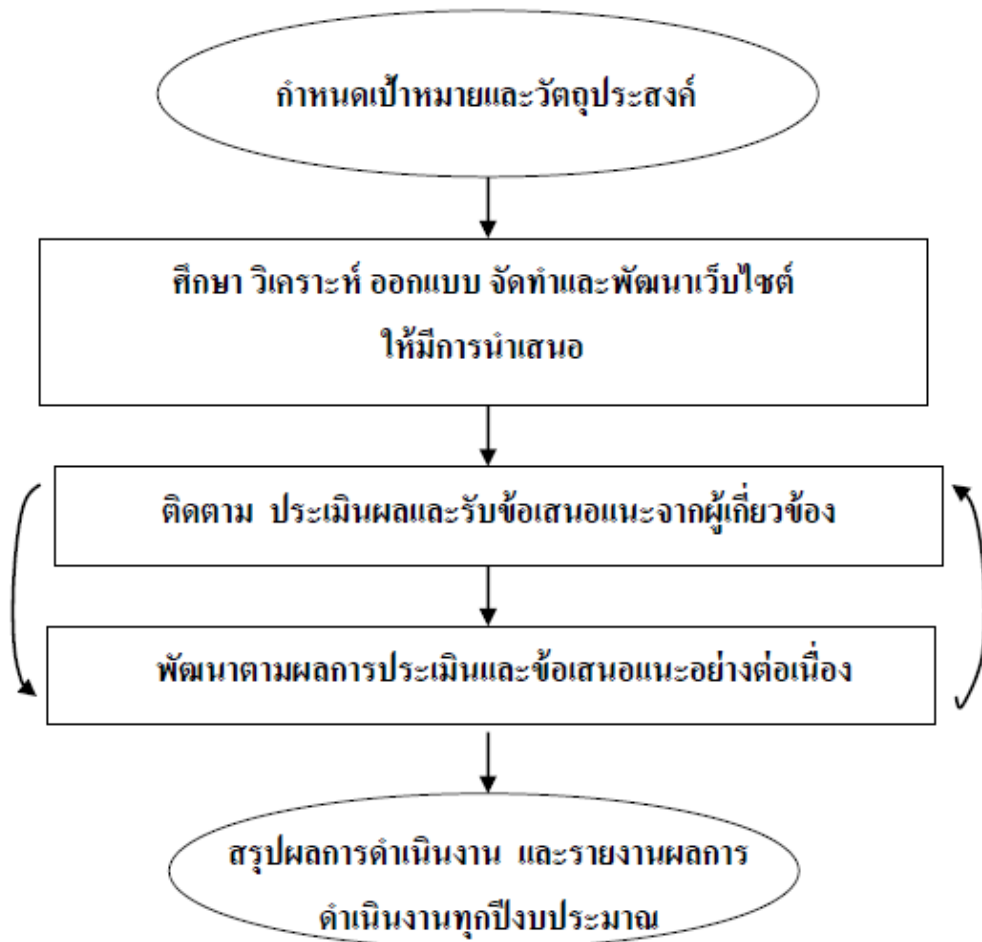 กำหนดเป้าหมายและวัตถุประสงค์
ศึกษา วิเคราะห์ ออกแบบ จัดทำและพัฒนาเว็บไซต์
ให้มีการนำเสนอ
ติดตาม ประเมินผลและรับข้อเสนอแนะจากผู้เกี่ยวข้อง
พัฒนาตามผลการประเมินและข้อเสนอแนะอย่างต่อเนื่อง
สรุปผลการดำเนินงาน และรายงานผลการ
ดำเนินงานทุกปีงบประมาณ